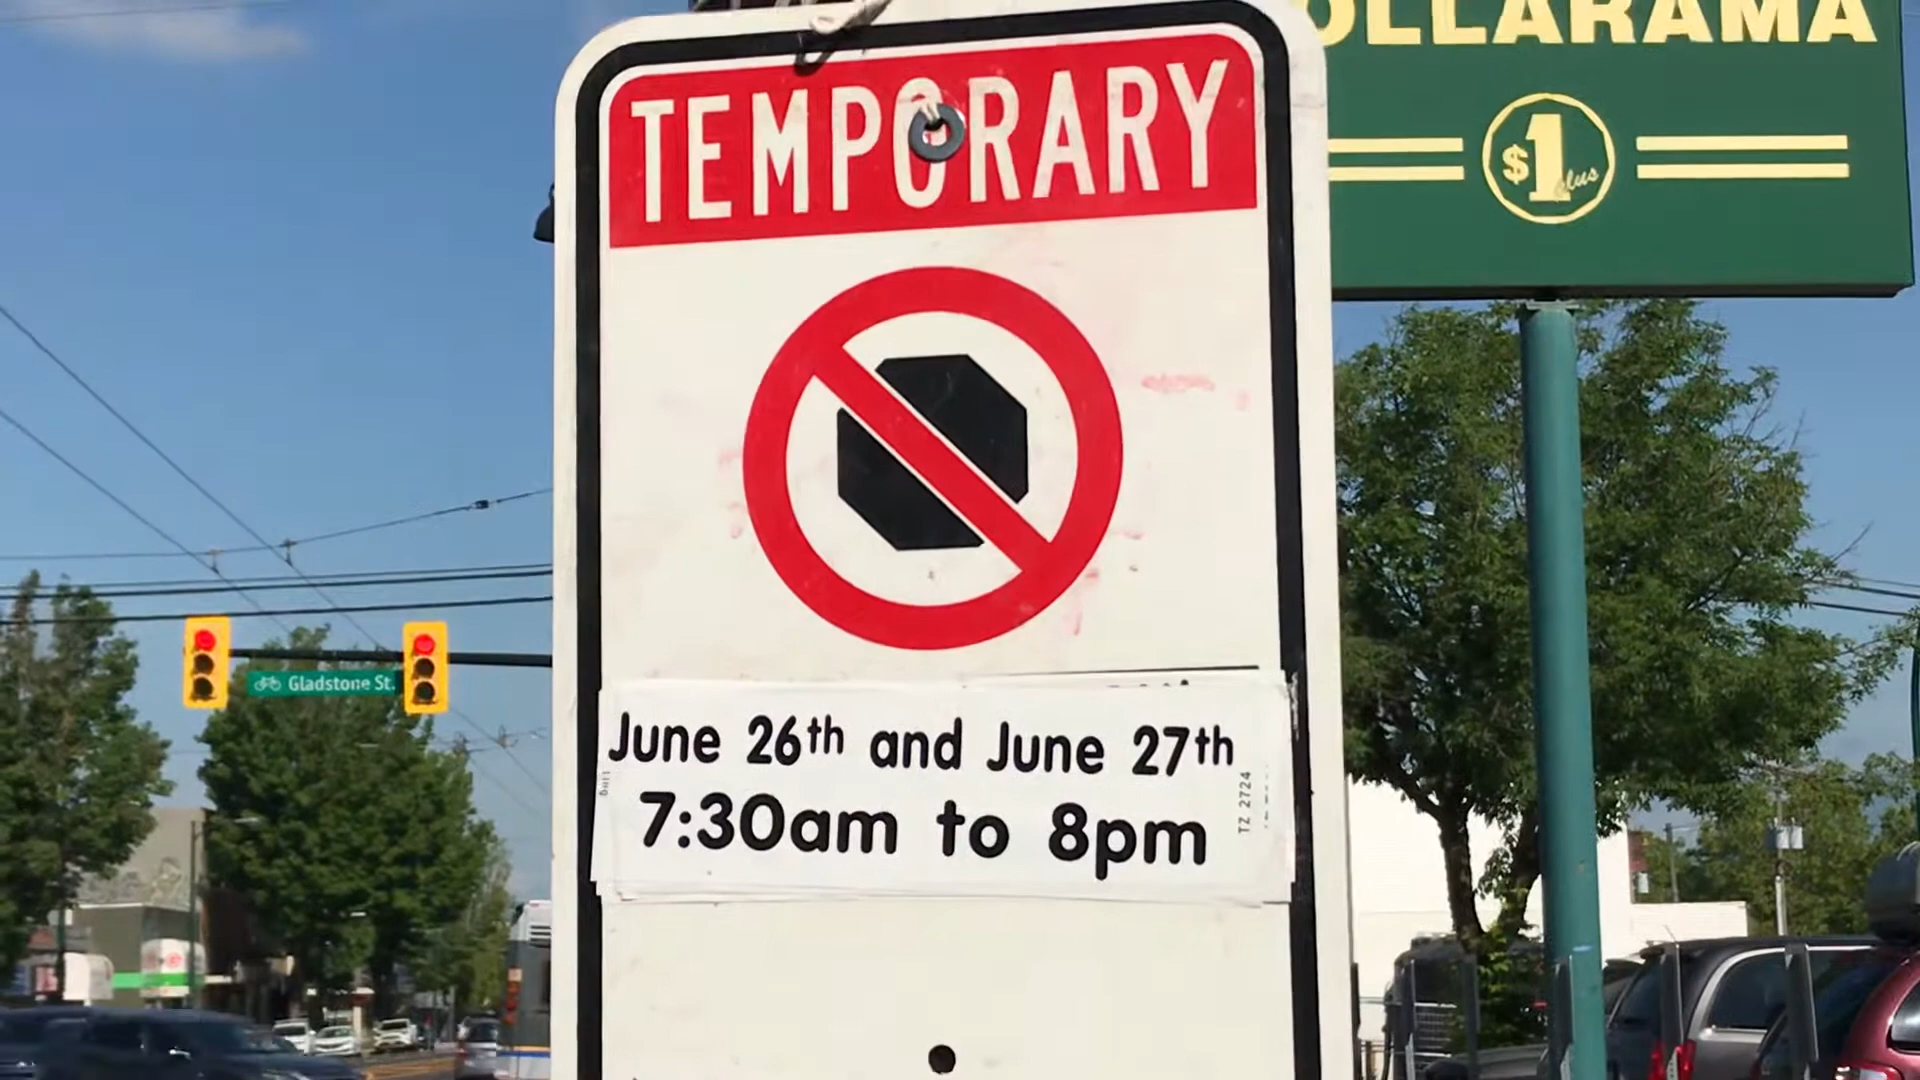 TEMPORARY
OLLARAMA
$1 plus
Gladstone St.
June 26th and June 27th
7:30am to 8pm
TZ 2724